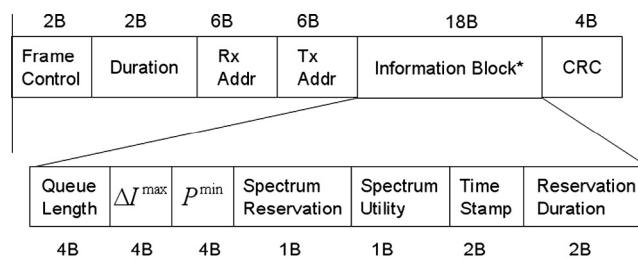 2B 2B 6B 6B 18B 4B
Frame Control Duration Rx Addr Tx Addr Information Block* CRC
Queue Length ΔI^max P^min Spectrum Reservation Spectrum Utility Time Stamp Reservation Duration
4B 4B 4B 1B 1B 2B 2B